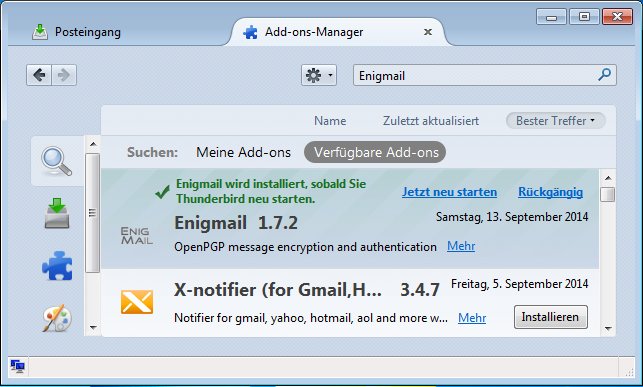 Posteingang
Add-ons-Manager
Enigmail
Name Zuletzt aktualisiert Bester Treffer
Suchen: Meine Add-ons Verfügbare Add-ons
Enigmail wird installiert, sobald Sie
Thunderbird neu starten.
Jetzt neu starten Rückgängig
ENIG
MAIL
Enigmail 1.7.2
Samstag, 13. September 2014
OpenPGP message encryption and authentication Mehr
X-notifier (for Gmail,H... 3.4.7
Freitag, 5. September 2014
Notifier for gmail, yahoo, hotmail, aol and more w... Mehr
Installieren